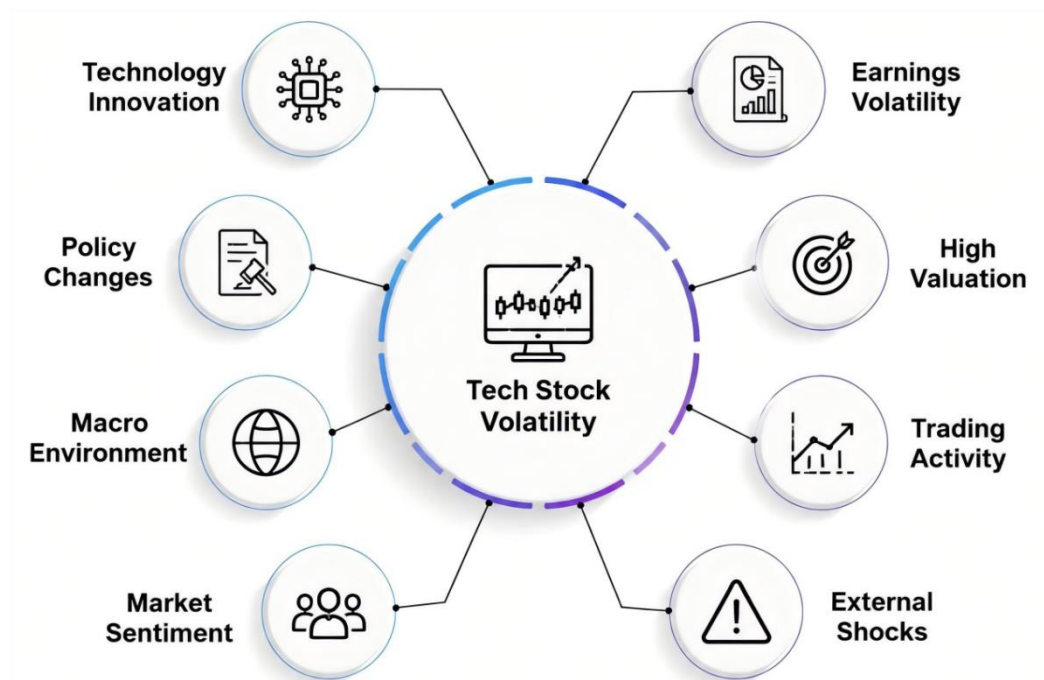 Technology
Innovation
Earnings
Volatility
Policy
Changes
High
Valuation
Tech Stock
Volatility
Macro
Environment
Trading
Activity
Market
Sentiment
External
Shocks